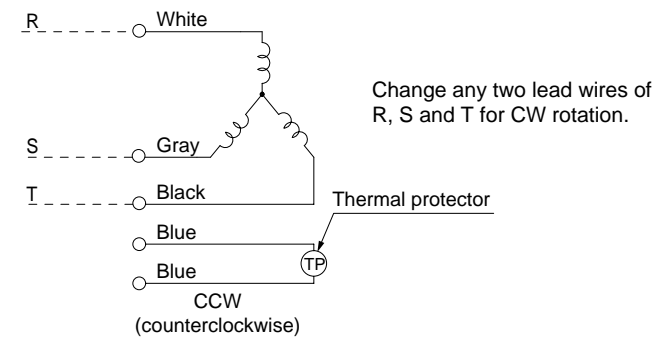 R
White
Change any two lead wires of
R, S and T for CW rotation.
S
Gray
T
Black
Thermal protector
Blue
TP
Blue
CCW
(counterclockwise)